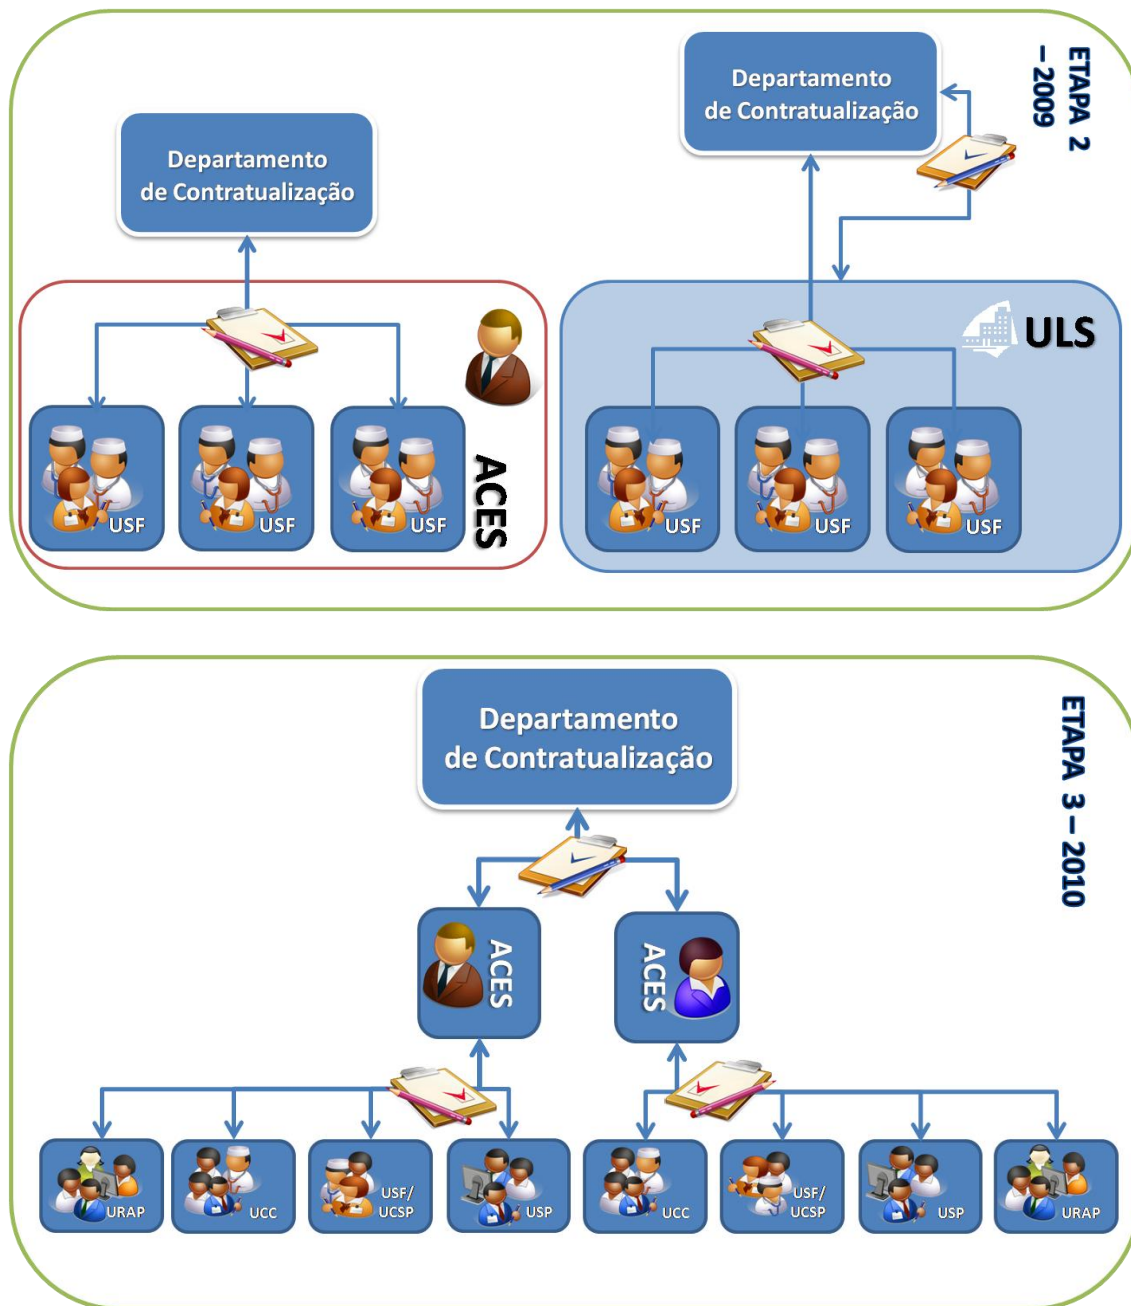 ETAPA 2
– 2009
Departamento
de Contratualização
Departamento
de Contratualização
ULS
ACES
USF
USF
USF
USF
USF
USF
ETAPA 3 – 2010
Departamento
de Contratualização
ACES
ACES
URAP
UCC
USF/
UCSP
USP
UCC
USF/
UCSP
USP
URAP